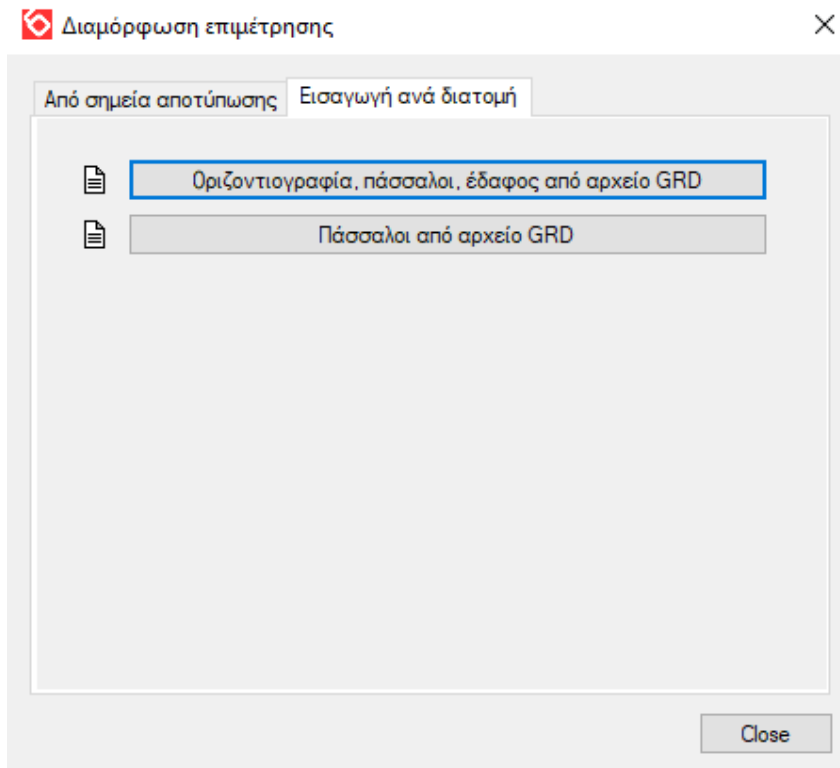 Διαμόρφωση επιμέτρησης
Από σημεία αποτύπωσης Εισαγωγή ανά διατομή
Οριζοντιογραφία, πάσσαλοι, έδαφος από αρχείο GRD
Πάσσαλοι από αρχείο GRD
Close